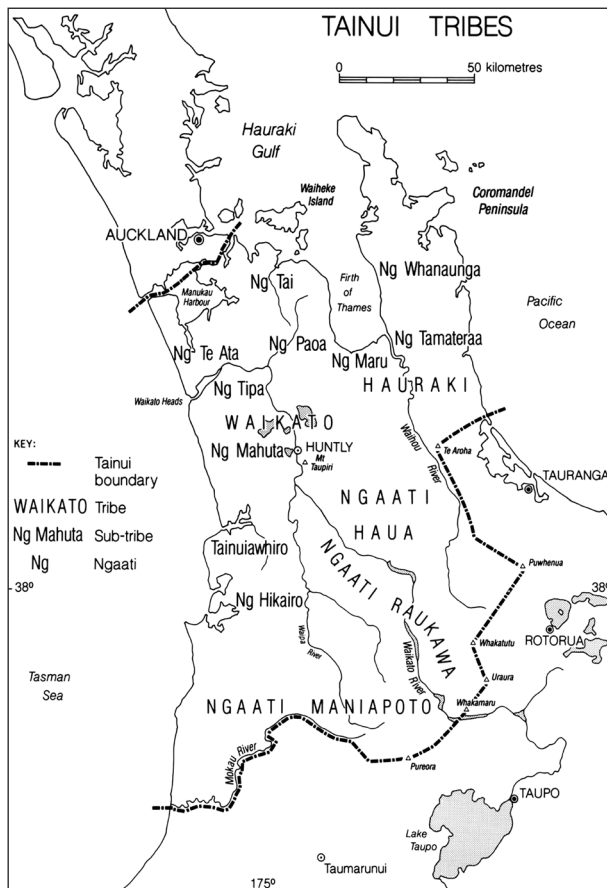 TAINUI TRIBES
0 50 kilometres
Hauraki
Gulf
Waiheke
Island
Coromandel
Peninsula
AUCKLAND
Manukau
Harbour
Ng Tai
Firth
of
Thames
Ng Whanaunga
Pacific
Ocean
Ng Te Ata
Ng Paoa
Ng Maru
Ng Tamateraa
Waikato Heads
Ng Tipa
HAURAKI
WAIKATO
KEY:
Tainui
boundary
WAIKATO Tribe
Ng Mahuta Sub-tribe
Ng Ngaati
Ng Mahuta
HUNTLY
Mt
Taupiri
Waihou
River
Te Aroha
TAURANGA
NGAATI
HAUA
Tainuiawhiro
NGAATI RAUKAWA
Puwhenua
38º
38º
Ng Hikairo
Waipa
River
Waikato River
Whakatutu
ROTORUA
Uraura
Tasman
Sea
NGAATI MANIAPOTO
Whakamaru
Mokau River
Pureora
TAUPO
Lake
Taupo
Taumarunui
175º